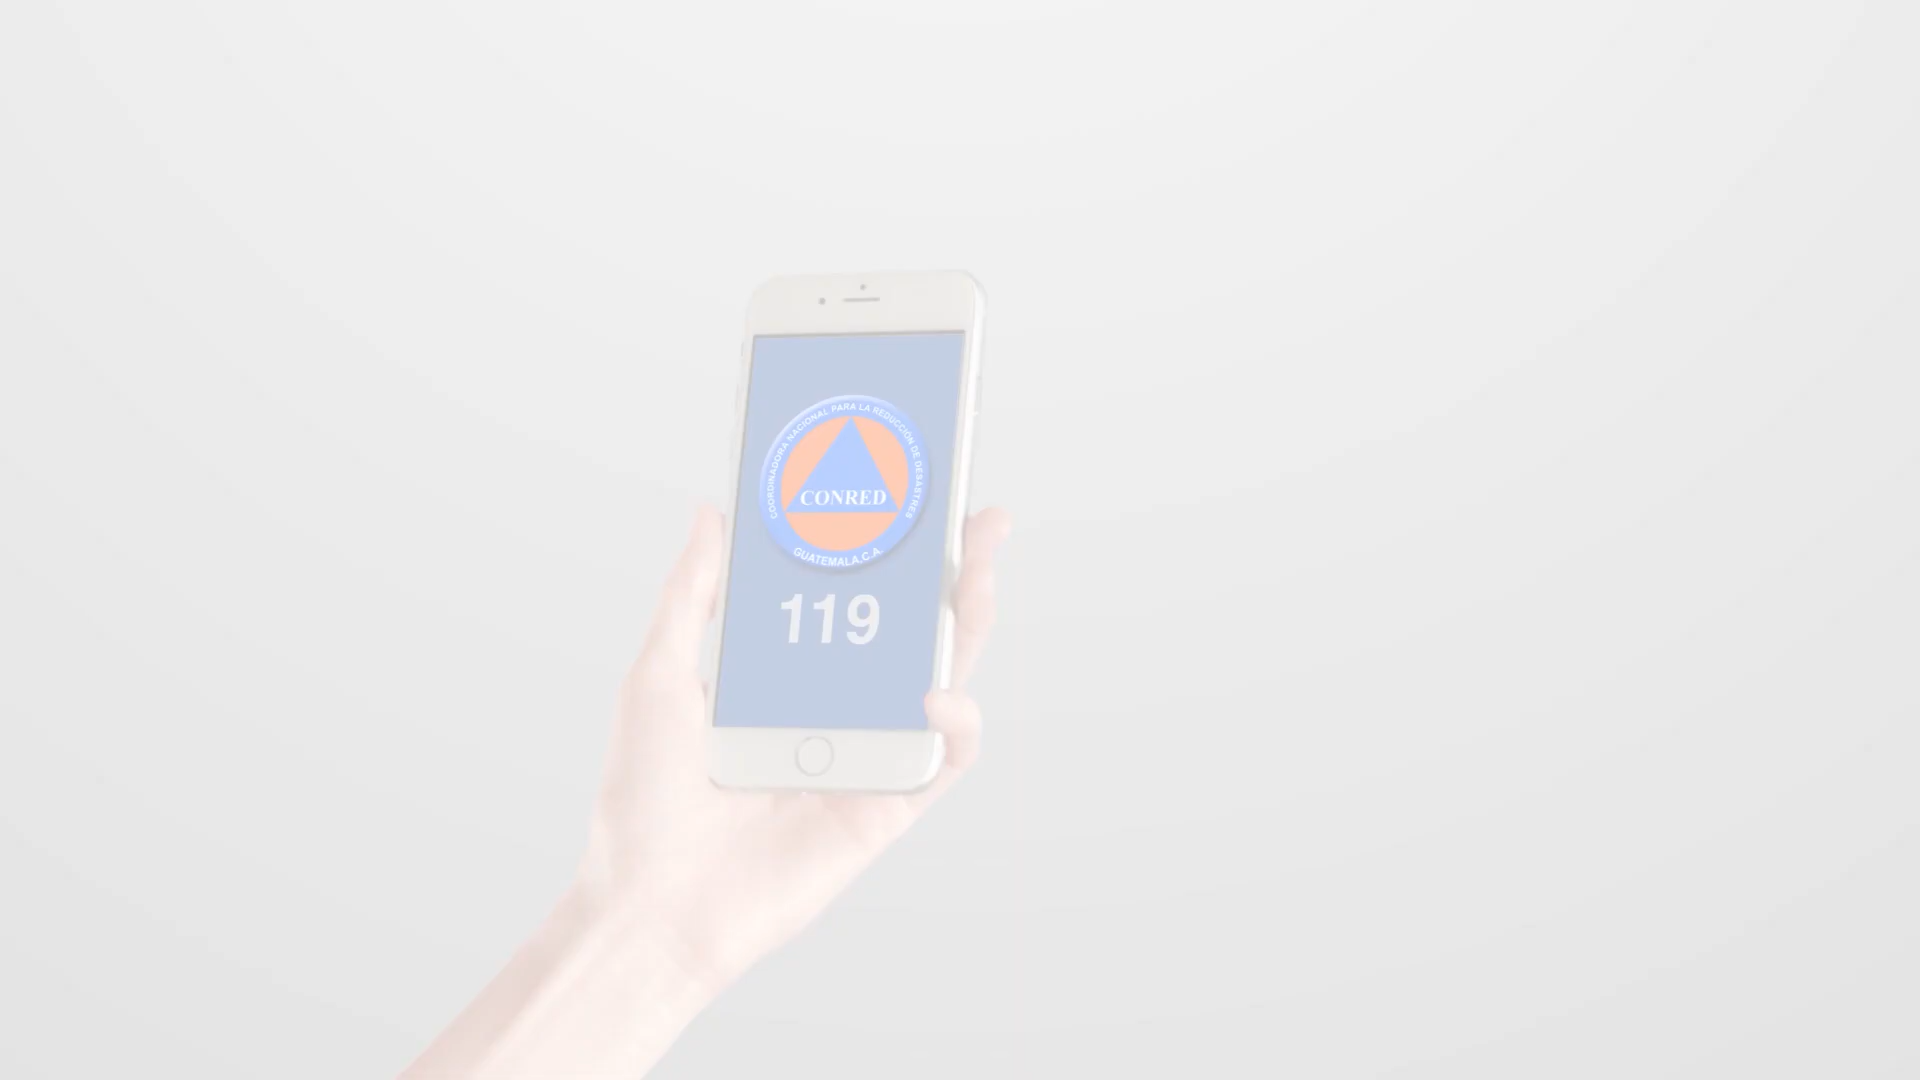 COORDINADORA NACIONAL PARA LA REDUCCIÓN DE DESASTRES
CONRED
GUATEMALA.C.A.
119